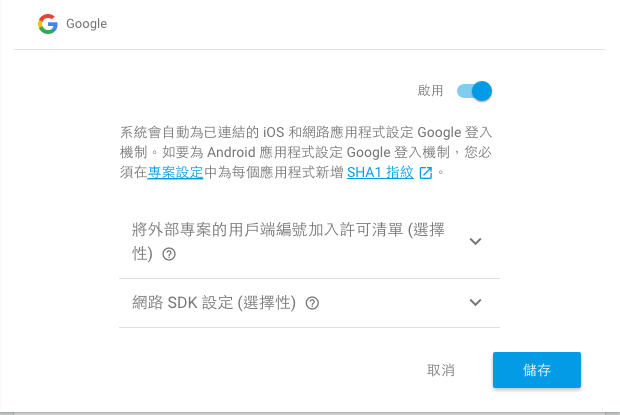 Google
啟用
系統會自動為已連結的 iOS 和網路應用程式設定 Google 登入
機制。如要為 Android 應用程式設定 Google 登入機制，您必
須在專案設定中為每個應用程式新增 SHA1 指紋 。
將外部專案的用戶端編號加入許可清單 (選擇
性)
網路 SDK 設定 (選擇性)
取消 儲存